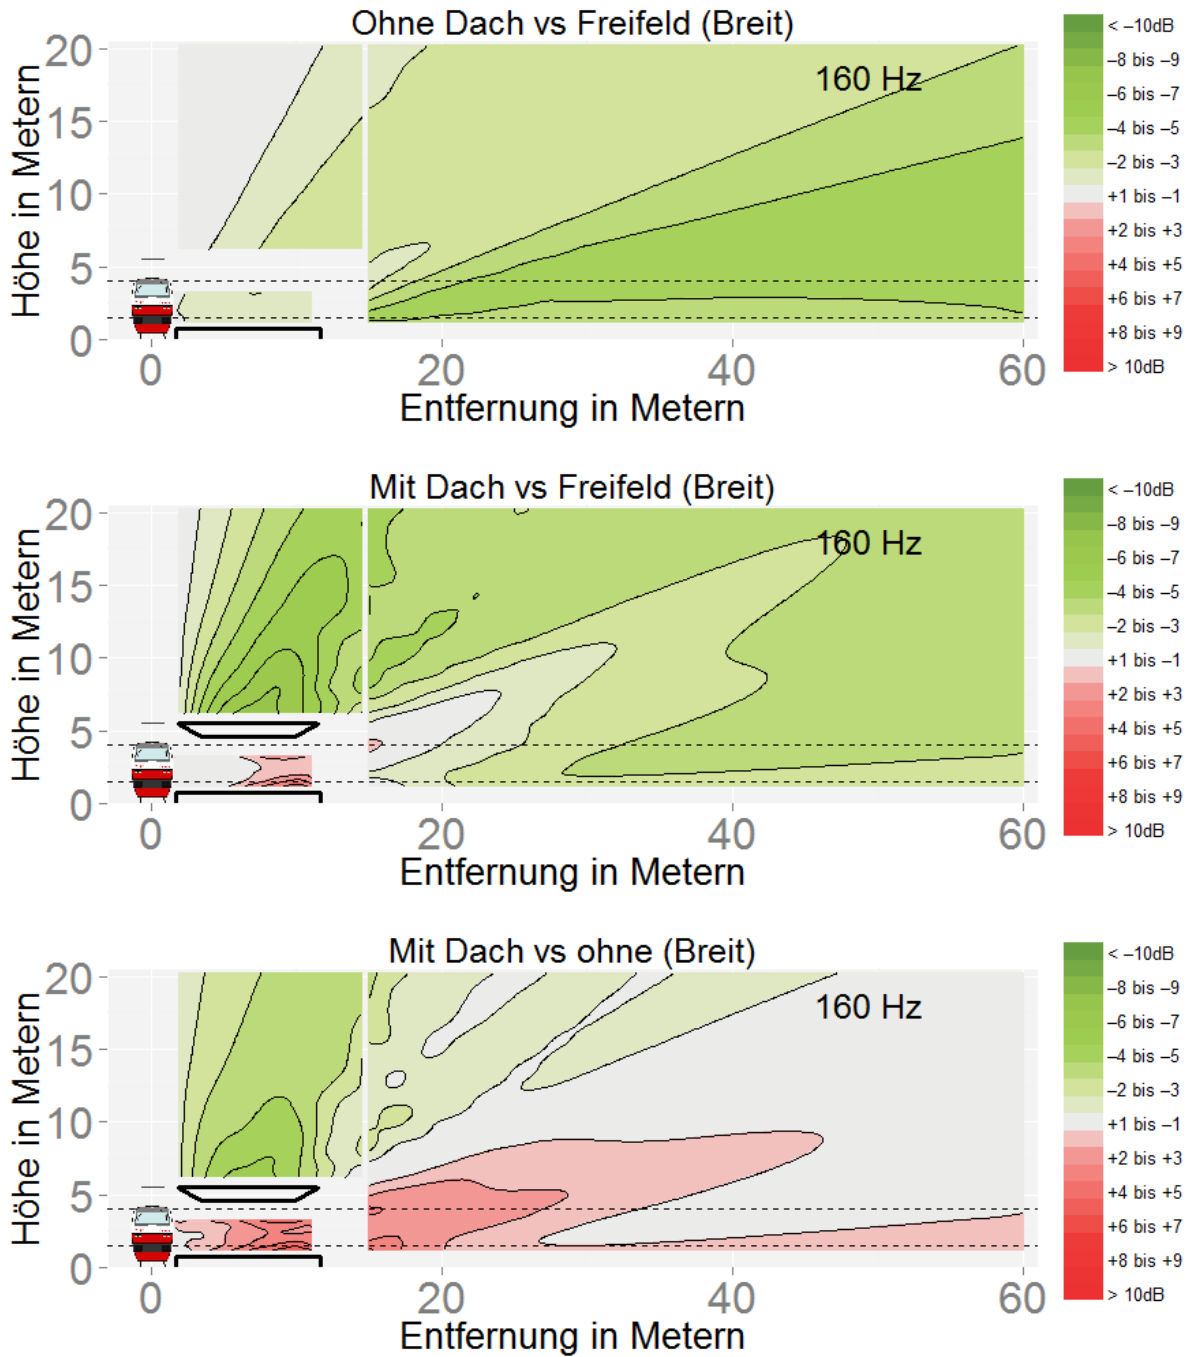 Ohne Dach vs Freifeld (Breit)
160 Hz
Höhe in Metern
20
15
10
5
0
0 20 40 60
Entfernung in Metern
< –10dB
–8 bis –9
–6 bis –7
–4 bis –5
–2 bis –3
+1 bis –1
+2 bis +3
+4 bis +5
+6 bis +7
+8 bis +9
> 10dB
Mit Dach vs Freifeld (Breit)
160 Hz
Höhe in Metern
20
15
10
5
0
0 20 40 60
Entfernung in Metern
< –10dB
–8 bis –9
–6 bis –7
–4 bis –5
–2 bis –3
+1 bis –1
+2 bis +3
+4 bis +5
+6 bis +7
+8 bis +9
> 10dB
Mit Dach vs ohne (Breit)
160 Hz
Höhe in Metern
20
15
10
5
0
0 20 40 60
Entfernung in Metern
< –10dB
–8 bis –9
–6 bis –7
–4 bis –5
–2 bis –3
+1 bis –1
+2 bis +3
+4 bis +5
+6 bis +7
+8 bis +9
> 10dB